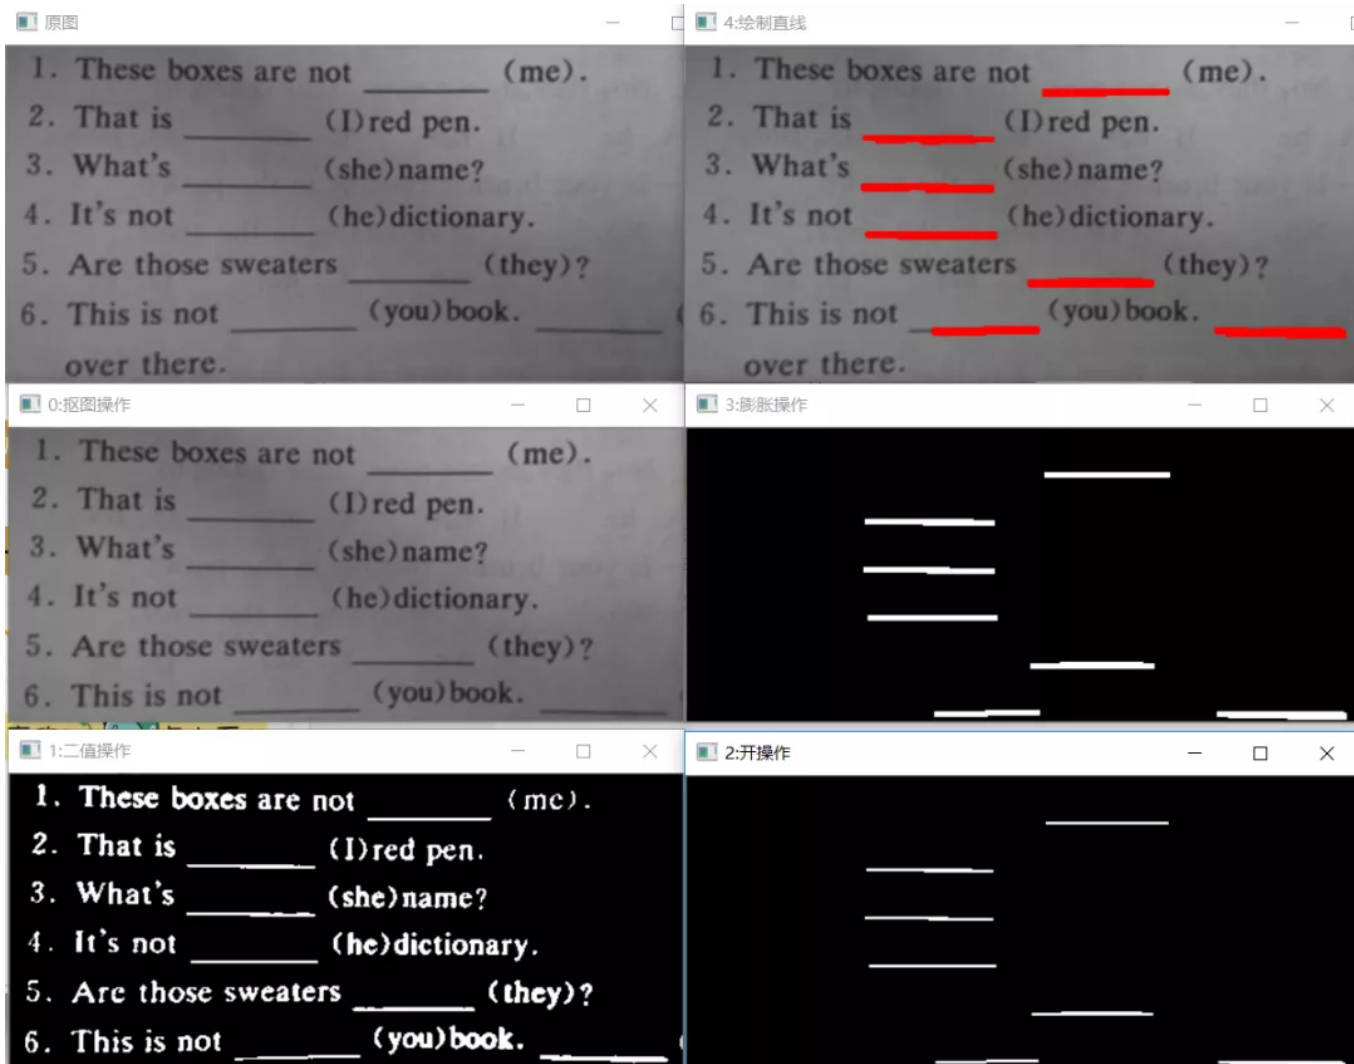 原图
1. These boxes are not ______ (me).
2. That is ______ (I)red pen.
3. What's ______ (she)name?
4. It's not ______ (he)dictionary.
5. Are those sweaters ______ (they)?
6. This is not ______ (you)book. ______ (
over there.
4:绘制直线
1. These boxes are not ______ (me).
2. That is ______ (I)red pen.
3. What's ______ (she)name?
4. It's not ______ (he)dictionary.
5. Are those sweaters ______ (they)?
6. This is not ______ (you)book. ______
over there.
0:抠图操作
1. These boxes are not ______ (me).
2. That is ______ (I)red pen.
3. What's ______ (she)name?
4. It's not ______ (he)dictionary.
5. Are those sweaters ______ (they)?
6. This is not ______ (you)book. ______
3:膨胀操作
1:二值操作
1. These boxes are not ______ (me).
2. That is ______ (I)red pen.
3. What's ______ (she)name?
4. It's not ______ (he)dictionary.
5. Are those sweaters ______ (they)?
6. This is not ______ (you)book. ______ (
2:开操作